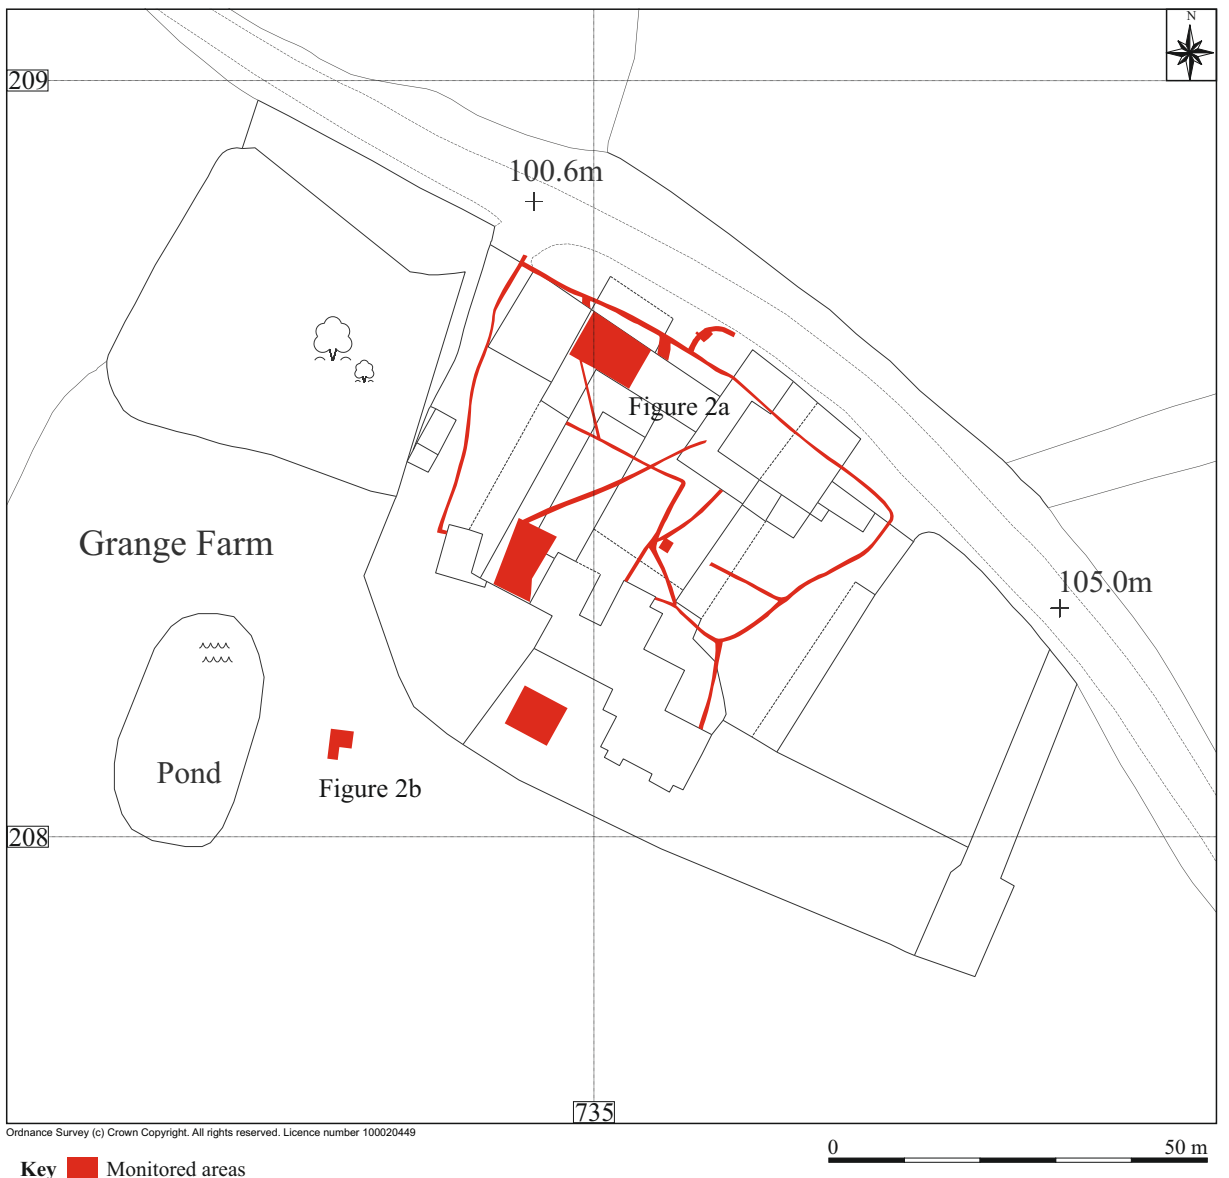 N
209
100.6m
Figure 2a
Grange Farm
105.0m
Pond
Figure 2b
208
735
Ordnance Survey (c) Crown Copyright. All rights reserved. Licence number 100020449
0 50 m
Key Monitored areas